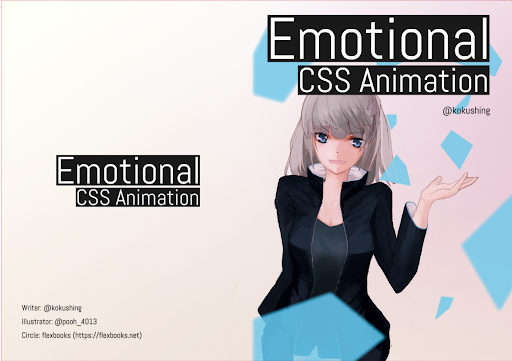 Emotional
CSS Animation
@kokushing
Emotional
CSS Animation
Writer: @kokushing
Illustrator: @pooh_4013
Circle: flexbooks (https://flexbooks.net)